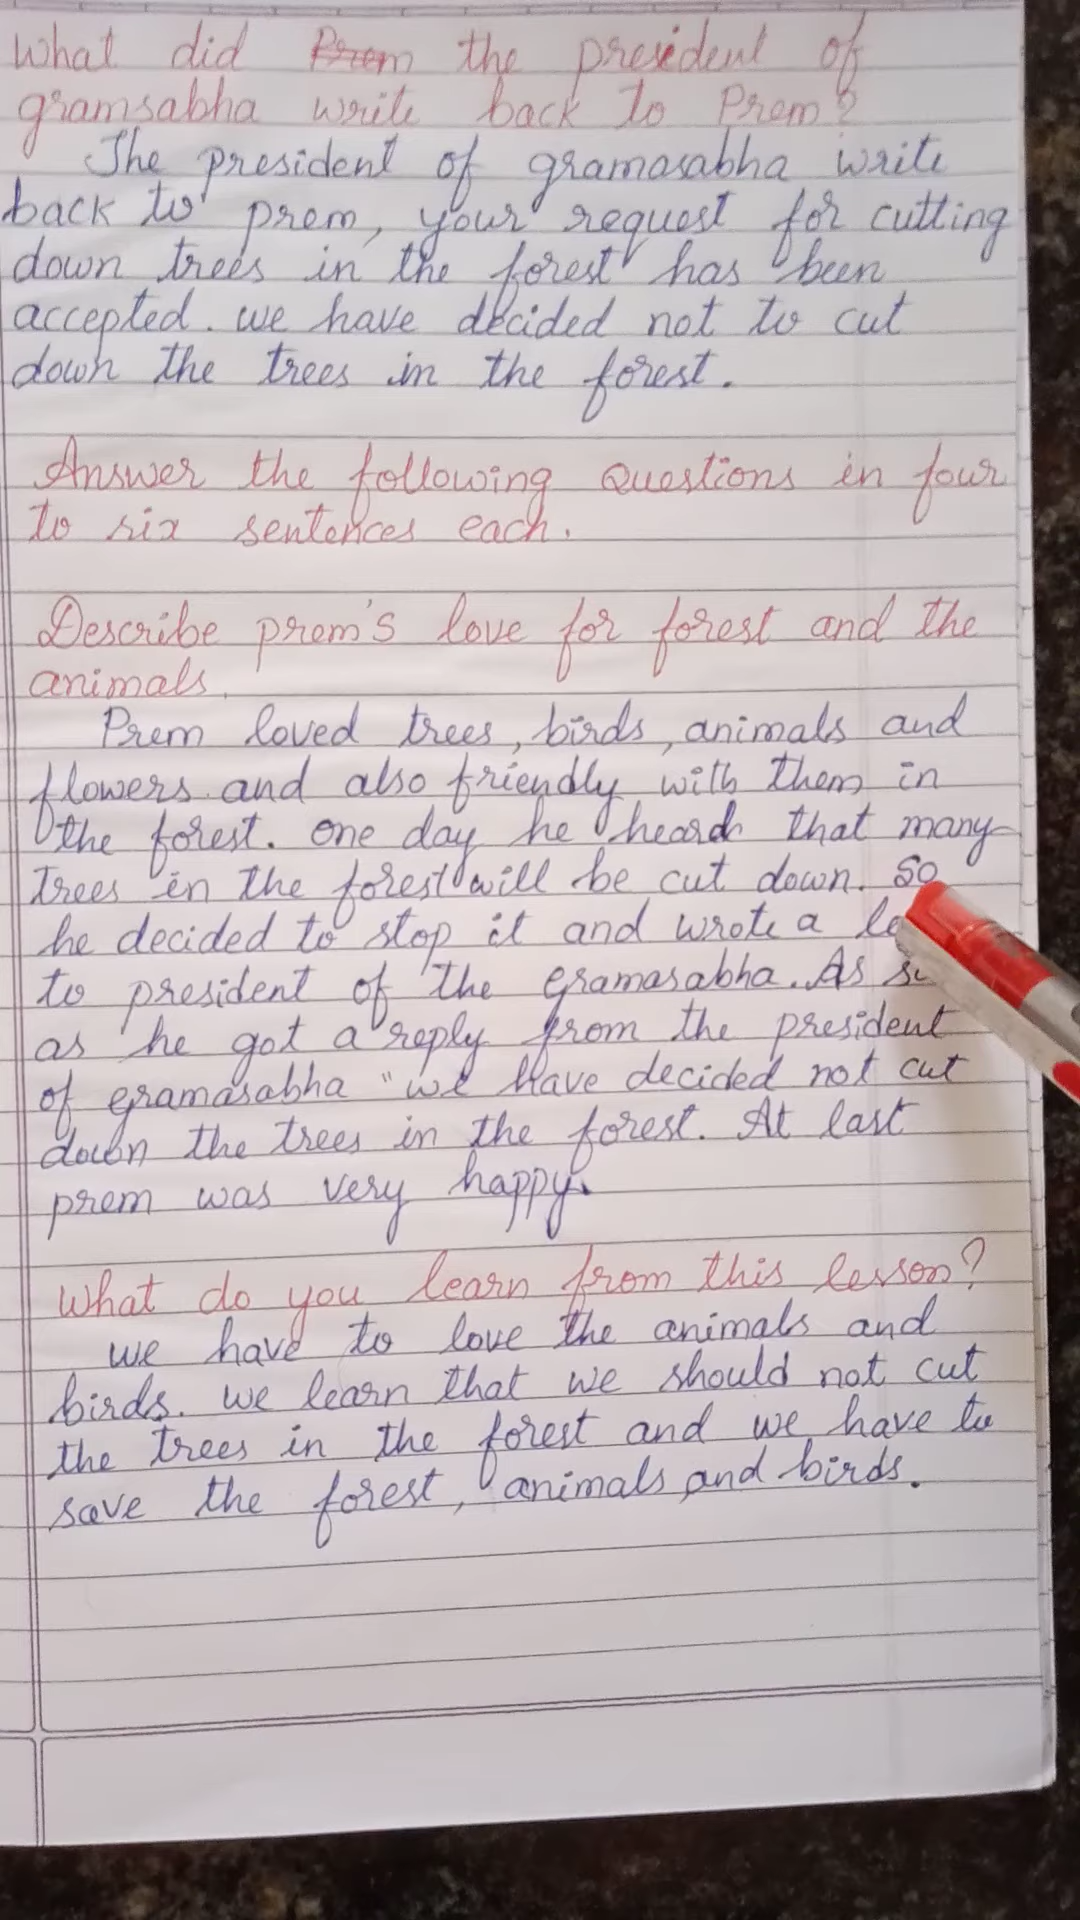 What did Prem the president of
gramsabha write back to Prem?
The president of gramasabha write
back to prem, your request for cutting
down trees in the forest has been
accepted. we have decided not to cut
down the trees in the forest.
Answer the following Questions in four
to six sentences each.
Describe prem's love for forest and the
animals.
Prem loved trees, birds, animals and
flowers and also friendly with them in
the forest. one day he heard that many
trees in the forest will be cut down. So
he decided to stop it and wrote a
to president of the gramasabha. As
as he got a reply from the president
of gramasabha "we have decided not cut
down the trees in the forest. At last
prem was very happy.
What do you learn from this lesson?
we have to love the animals and
birds. we learn that we should not cut
the trees in the forest and we have to
save the forest, animals and birds.